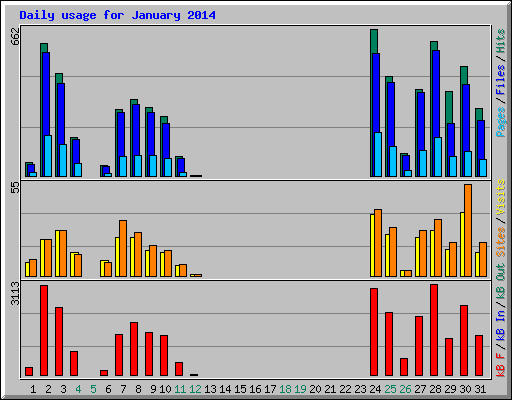 Daily usage for January 2014
662
55
3113
Pages / Files / Hits
Sites / Visits
kB F / kB In / kB Out
1 2 3 4 5 6 7 8 9 10 11 12 13 14 15 16 17 18 19 20 21 22 23 24 25 26 27 28 29 30 31